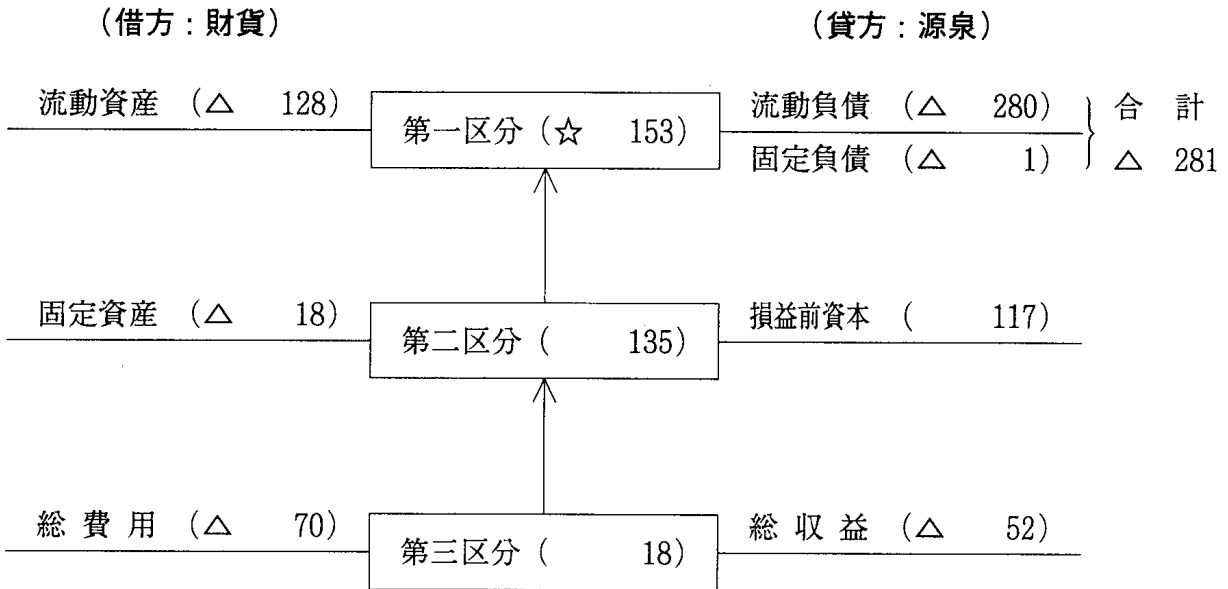 (借方:財貨) (貸方:源泉)
流動資産 (△ 128) 第一区分 (☆ 153) 流動負債 (△ 280) 合 計
固定負債 (△ 1) △ 281
固定資産 (△ 18) 第二区分 ( 135) 損益前資本 ( 117)
総 費 用 (△ 70) 第三区分 ( 18) 総 収 益 (△ 52)